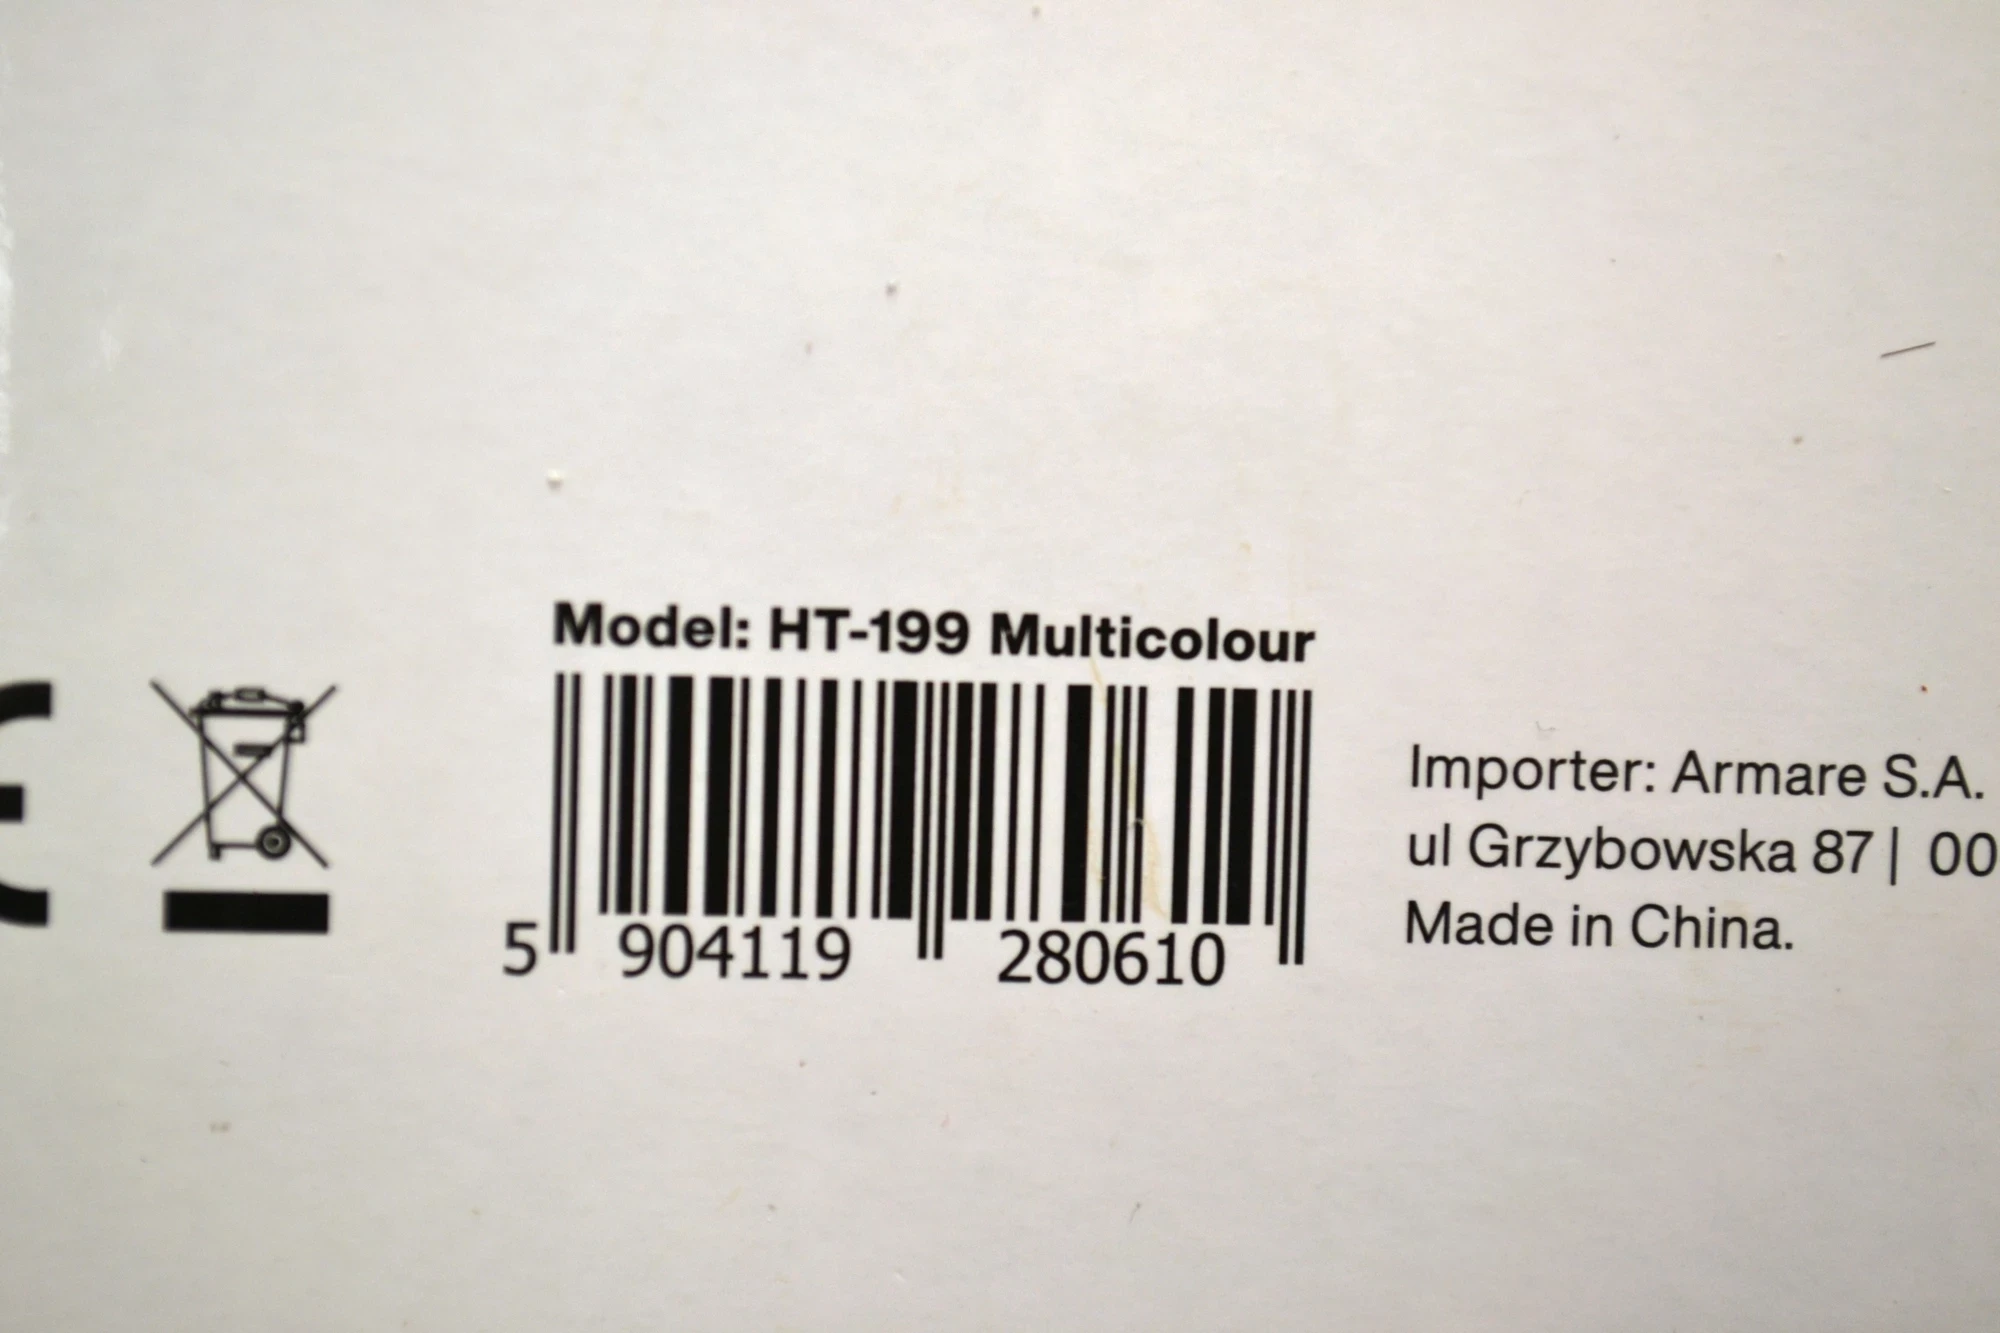 Model: HT-199 Multicolour
5 904119 280610
Importer: Armare S.A.
ul Grzybowska 87 | 00
Made in China.